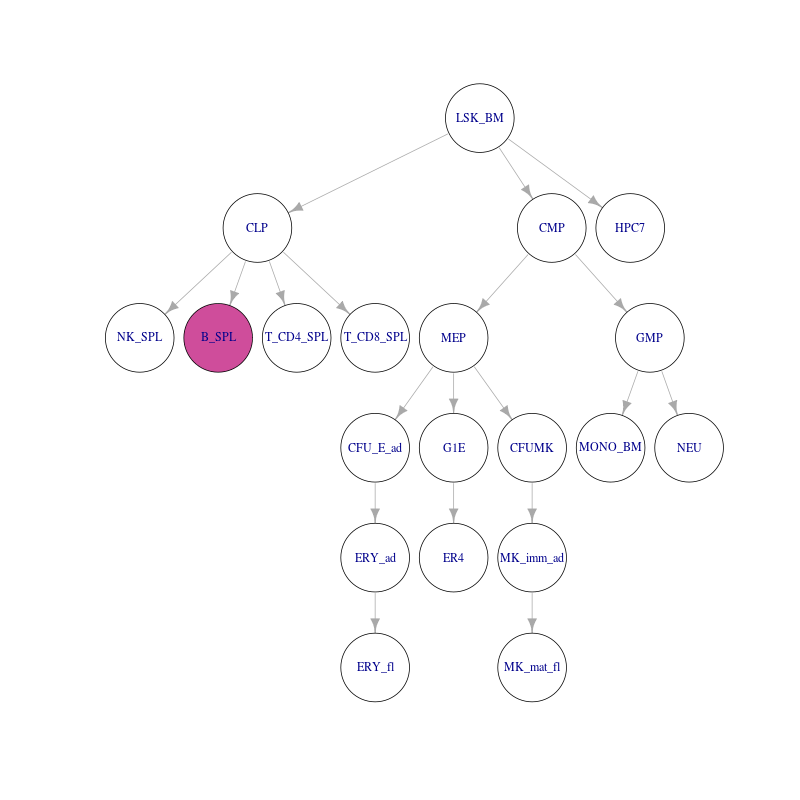 LSK_BM
CLP
CMP
HPC7
NK_SPL
B_SPL
T_CD4_SPL
T_CD8_SPL
MEP
GMP
CFU_E_ad
G1E
CFUMK
MONO_BM
NEU
ERY_ad
ER4
MK_imm_ad
ERY_fl
MK_mat_fl